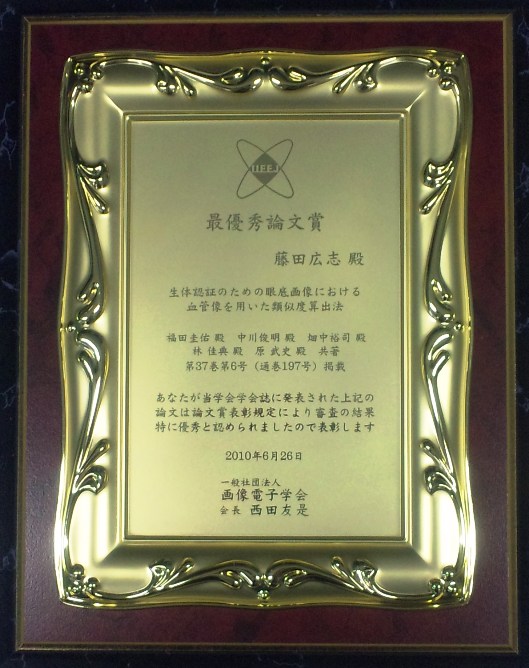 IIEEJ
最優秀論文賞
藤田広志 殿
生体認証のための眼底画像における
血管像を用いた類似度算出法
福田圭佑 殿 中川俊明 殿 畑中裕司 殿
林 佳典 殿 原 武史 殿 共著
第37巻第6号（通巻197号）掲載
あなたが当学会学会誌に発表された上記の
論文は論文賞表彰規定により審査の結果
特に優秀と認められましたので表彰します
2010年6月26日
一般社団法人
画像電子学会
会長 西田友是